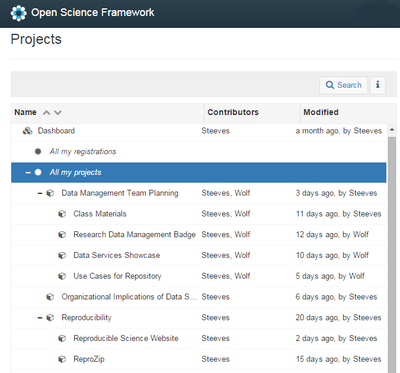 Open Science Framework
Projects
Search i
Name Contributors Modified
Dashboard Steeves a month ago, by Steeves
All my registrations
All my projects
Data Management Team Planning Steeves, Wolf 3 days ago, by Steeves
Class Materials Steeves, Wolf 11 days ago, by Steeves
Research Data Management Badge Steeves, Wolf 12 days ago, by Wolf
Data Services Showcase Steeves, Wolf 10 days ago, by Wolf
Use Cases for Repository Steeves, Wolf 5 days ago, by Wolf
Organizational Implications of Data S... Steeves 6 days ago, by Steeves
Reproducibility Steeves 20 days ago, by Steeves
Reproducible Science Website Steeves 2 days ago, by Steeves
ReproZip Steeves 15 days ago, by Steeves